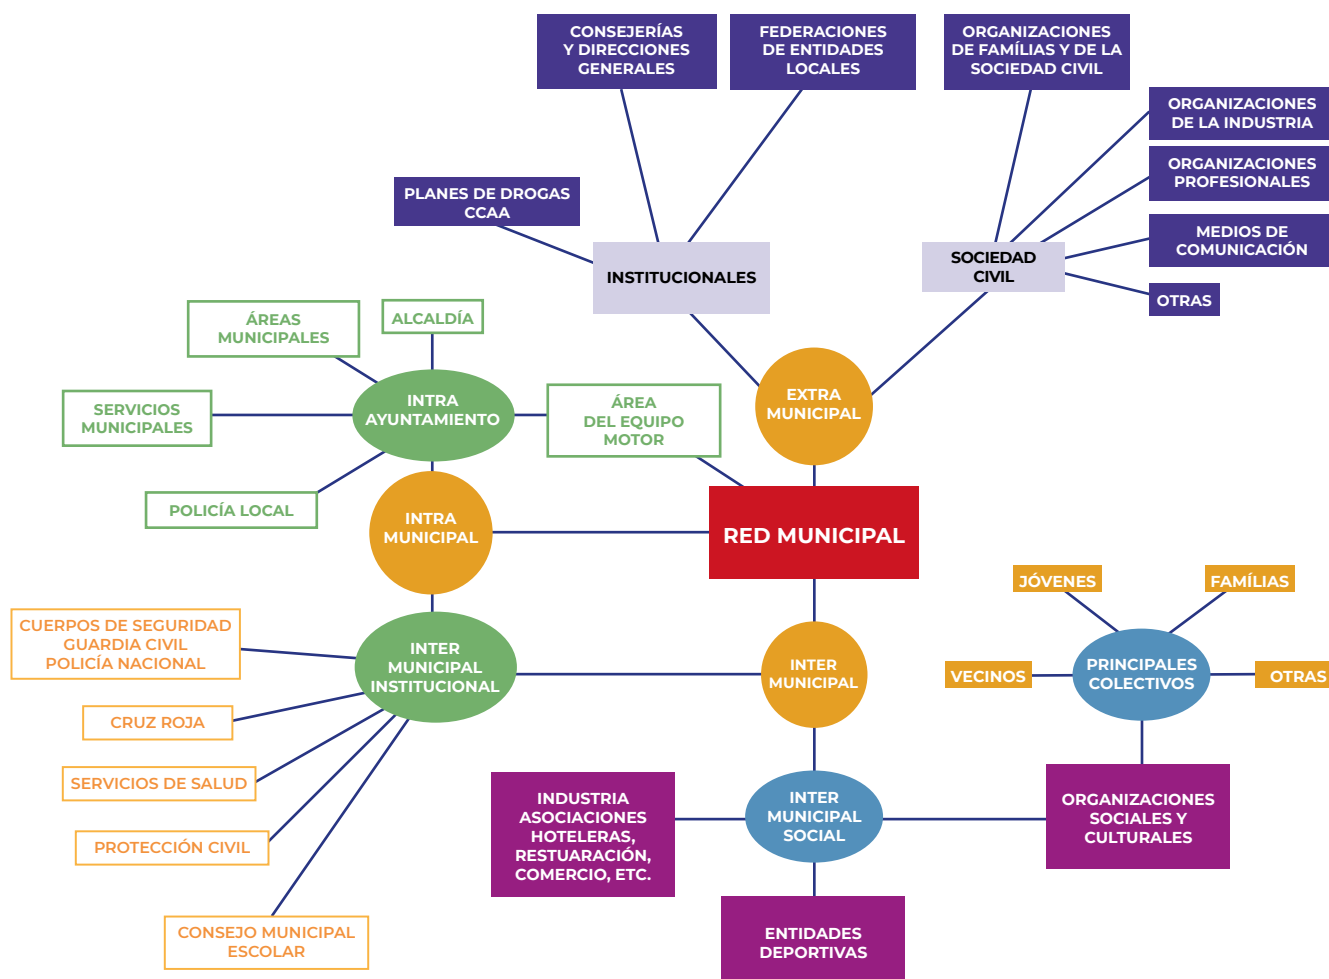 CONSEJERÍAS
Y DIRECCIONES
GENERALES
FEDERACIONES
DE ENTIDADES
LOCALES
ORGANIZACIONES
DE FAMÍLIAS Y DE LA
SOCIEDAD CIVIL
ORGANIZACIONES
DE LA INDUSTRIA
ORGANIZACIONES
PROFESIONALES
PLANES DE DROGAS
CCAA
MEDIOS DE
COMUNICACIÓN
INSTITUCIONALES
SOCIEDAD
CIVIL
OTRAS
ÁREAS
MUNICIPALES
ALCALDÍA
SERVICIOS
MUNICIPALES
INTRA
AYUNTAMIENTO
ÁREA
DEL EQUIPO
MOTOR
EXTRA
MUNICIPAL
POLICÍA LOCAL
INTRA
MUNICIPAL
RED MUNICIPAL
JÓVENES
FAMÍLIAS
CUERPOS DE SEGURIDAD
GUARDIA CIVIL
POLICÍA NACIONAL
INTER
MUNICIPAL
INSTITUCIONAL
INTER
MUNICIPAL
VECINOS
PRINCIPALES
COLECTIVOS
OTRAS
CRUZ ROJA
SERVICIOS DE SALUD
PROTECCIÓN CIVIL
CONSEJO MUNICIPAL
ESCOLAR
INDUSTRIA
ASOCIACIONES
HOTELERAS,
RESTUARACIÓN,
COMERCIO, ETC.
INTER
MUNICIPAL
SOCIAL
ORGANIZACIONES
SOCIALES Y
CULTURALES
ENTIDADES
DEPORTIVAS